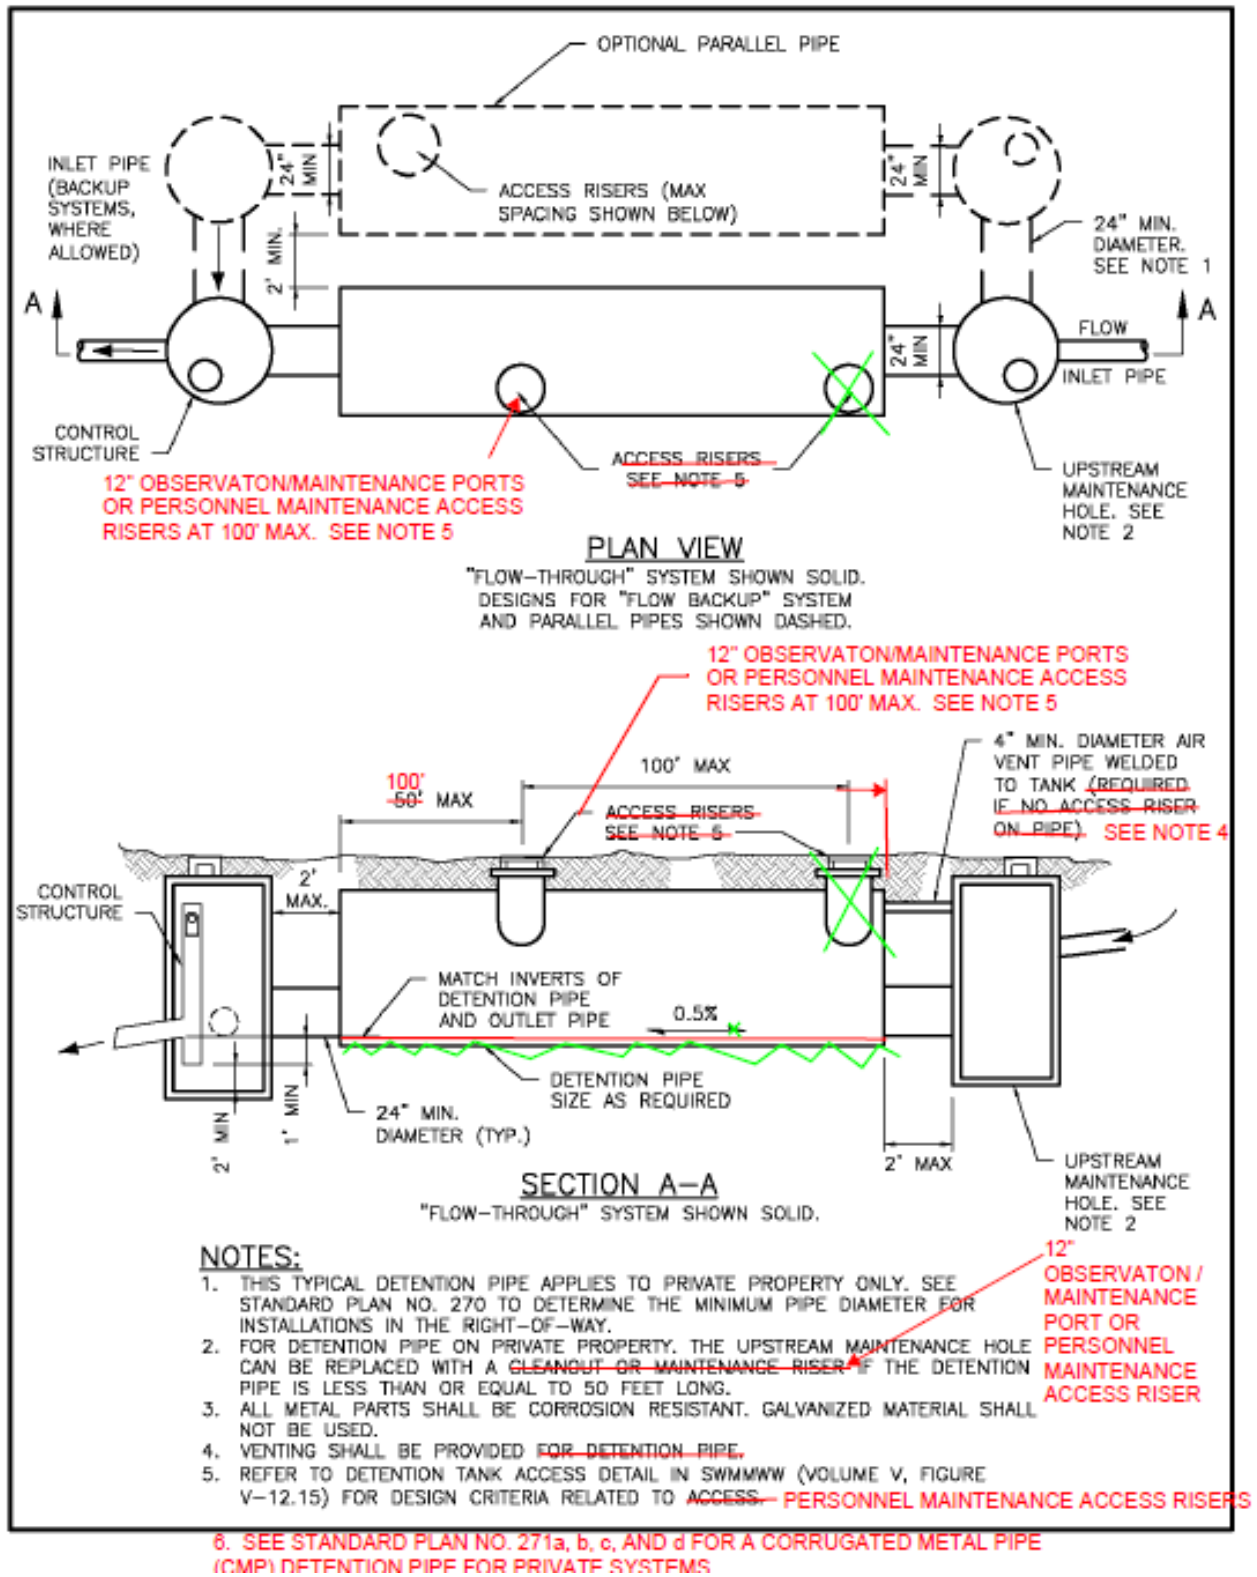 OPTIONAL PARALLEL PIPE
INLET PIPE
(BACKUP
SYSTEMS,
WHERE
ALLOWED)
24"
MIN
ACCESS RISERS (MAX
SPACING SHOWN BELOW)
24"
MIN
24" MIN.
DIAMETER.
SEE NOTE 1
2' MIN.
A
A
FLOW
24"
MIN
INLET PIPE
CONTROL
STRUCTURE
ACCESS RISERS
SEE NOTE 5
UPSTREAM
MAINTENANCE
HOLE. SEE
NOTE 2
12" OBSERVATON/MAINTENANCE PORTS
OR PERSONNEL MAINTENANCE ACCESS
RISERS AT 100' MAX. SEE NOTE 5
PLAN VIEW
"FLOW-THROUGH" SYSTEM SHOWN SOLID.
DESIGNS FOR "FLOW BACKUP" SYSTEM
AND PARALLEL PIPES SHOWN DASHED.
12" OBSERVATON/MAINTENANCE PORTS
OR PERSONNEL MAINTENANCE ACCESS
RISERS AT 100' MAX. SEE NOTE 5
4" MIN. DIAMETER AIR
VENT PIPE WELDED
TO TANK (REQUIRED
IF NO ACCESS RISER
ON PIPE) SEE NOTE 4
100'
50' MAX
100' MAX
ACCESS RISERS
SEE NOTE 5
CONTROL
STRUCTURE
2'
MAX.
MATCH INVERTS OF
DETENTION PIPE
AND OUTLET PIPE
0.5%
DETENTION PIPE
SIZE AS REQUIRED
2' MIN
1' MIN
24" MIN.
DIAMETER (TYP.)
2' MAX
UPSTREAM
MAINTENANCE
HOLE. SEE
NOTE 2
SECTION A-A
"FLOW-THROUGH" SYSTEM SHOWN SOLID.
NOTES:
1. THIS TYPICAL DETENTION PIPE APPLIES TO PRIVATE PROPERTY ONLY. SEE
STANDARD PLAN NO. 270 TO DETERMINE THE MINIMUM PIPE DIAMETER FOR
INSTALLATIONS IN THE RIGHT-OF-WAY.
2. FOR DETENTION PIPE ON PRIVATE PROPERTY. THE UPSTREAM MAINTENANCE HOLE
CAN BE REPLACED WITH A CLEANOUT OR MAINTENANCE RISER IF THE DETENTION
PIPE IS LESS THAN OR EQUAL TO 50 FEET LONG.
12"
OBSERVATON /
MAINTENANCE
PORT OR
PERSONNEL
MAINTENANCE
ACCESS RISER
3. ALL METAL PARTS SHALL BE CORROSION RESISTANT. GALVANIZED MATERIAL SHALL
NOT BE USED.
4. VENTING SHALL BE PROVIDED FOR DETENTION PIPE.
5. REFER TO DETENTION TANK ACCESS DETAIL IN SWMMWW (VOLUME V, FIGURE
V-12.15) FOR DESIGN CRITERIA RELATED TO ACCESS. PERSONNEL MAINTENANCE ACCESS RISERS
6. SEE STANDARD PLAN NO. 271a, b, c, AND d FOR A CORRUGATED METAL PIPE
(CMP) DETENTION PIPE FOR PRIVATE SYSTEMS